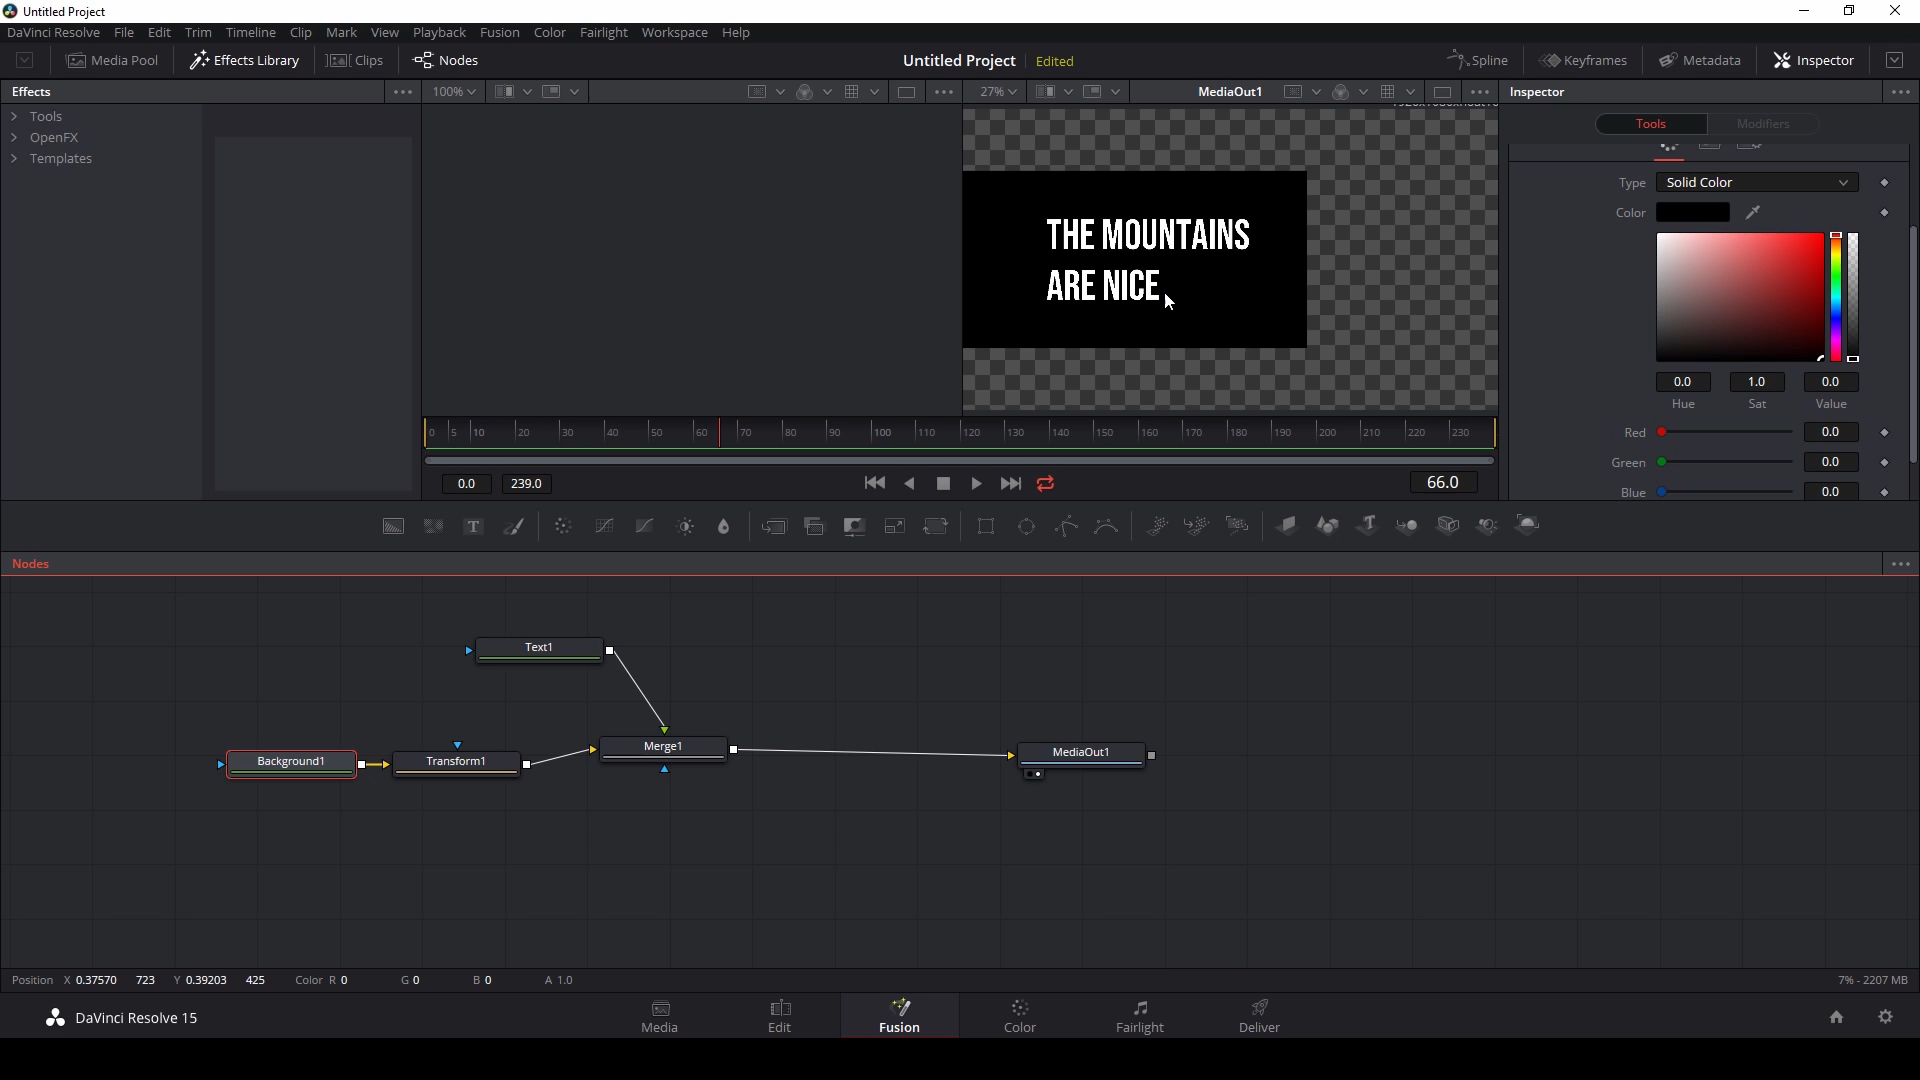 Untitled Project
DaVinci Resolve File Edit Trim Timeline Clip Mark View Playback Fusion Color Fairlight Workspace Help
Media Pool Effects Library Clips Nodes Untitled Project Edited Spline Keyframes Metadata Inspector
Effects 100% 27% MediaOut1 Inspector
Tools
OpenFX
Templates
Tools Modifiers
Type Solid Color
Color
THE MOUNTAINS
ARE NICE
0.0 1.0 0.0
Hue Sat Value
Red 0.0
Green 0.0
Blue 0.0
0 5 10 20 30 40 50 60 70 80 90 100 110 120 130 140 150 160 170 180 190 200 210 220 230
0.0 239.0 66.0
Nodes
Text1
Merge1
MediaOut1
Background1 Transform1
Position X 0.37570 723 Y 0.39203 425 Color R 0 G 0 B 0 A 1.0 7% - 2207 MB
DaVinci Resolve 15 Media Edit Fusion Color Fairlight Deliver